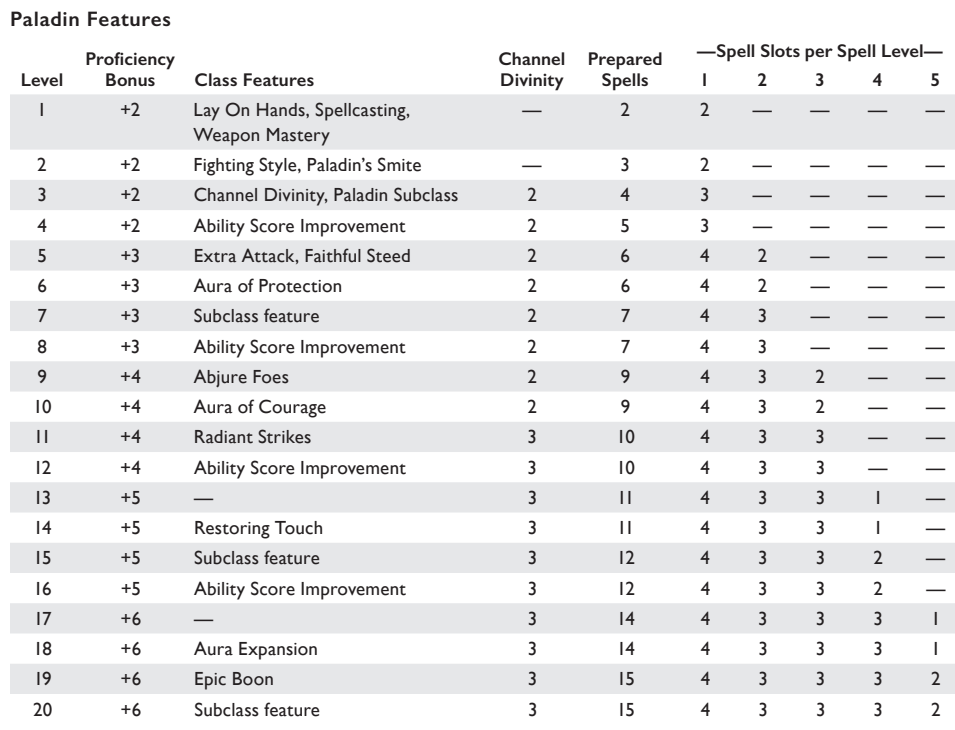 Paladin Features
—Spell Slots per Spell Level—
Proficiency Channel Prepared
Level Bonus Class Features Divinity Spells 1 2 3 4 5
1 +2 Lay On Hands, Spellcasting, — 2 2 — — — —
Weapon Mastery
2 +2 Fighting Style, Paladin’s Smite — 3 2 — — — —
3 +2 Channel Divinity, Paladin Subclass 2 4 3 — — — —
4 +2 Ability Score Improvement 2 5 3 — — — —
5 +3 Extra Attack, Faithful Steed 2 6 4 2 — — —
6 +3 Aura of Protection 2 6 4 2 — — —
7 +3 Subclass feature 2 7 4 3 — — —
8 +3 Ability Score Improvement 2 7 4 3 — — —
9 +4 Abjure Foes 2 9 4 3 2 — —
10 +4 Aura of Courage 2 9 4 3 2 — —
11 +4 Radiant Strikes 3 10 4 3 3 — —
12 +4 Ability Score Improvement 3 10 4 3 3 — —
13 +5 — 3 11 4 3 3 1 —
14 +5 Restoring Touch 3 11 4 3 3 1 —
15 +5 Subclass feature 3 12 4 3 3 2 —
16 +5 Ability Score Improvement 3 12 4 3 3 2 —
17 +6 — 3 14 4 3 3 3 1
18 +6 Aura Expansion 3 14 4 3 3 3 1
19 +6 Epic Boon 3 15 4 3 3 3 2
20 +6 Subclass feature 3 15 4 3 3 3 2